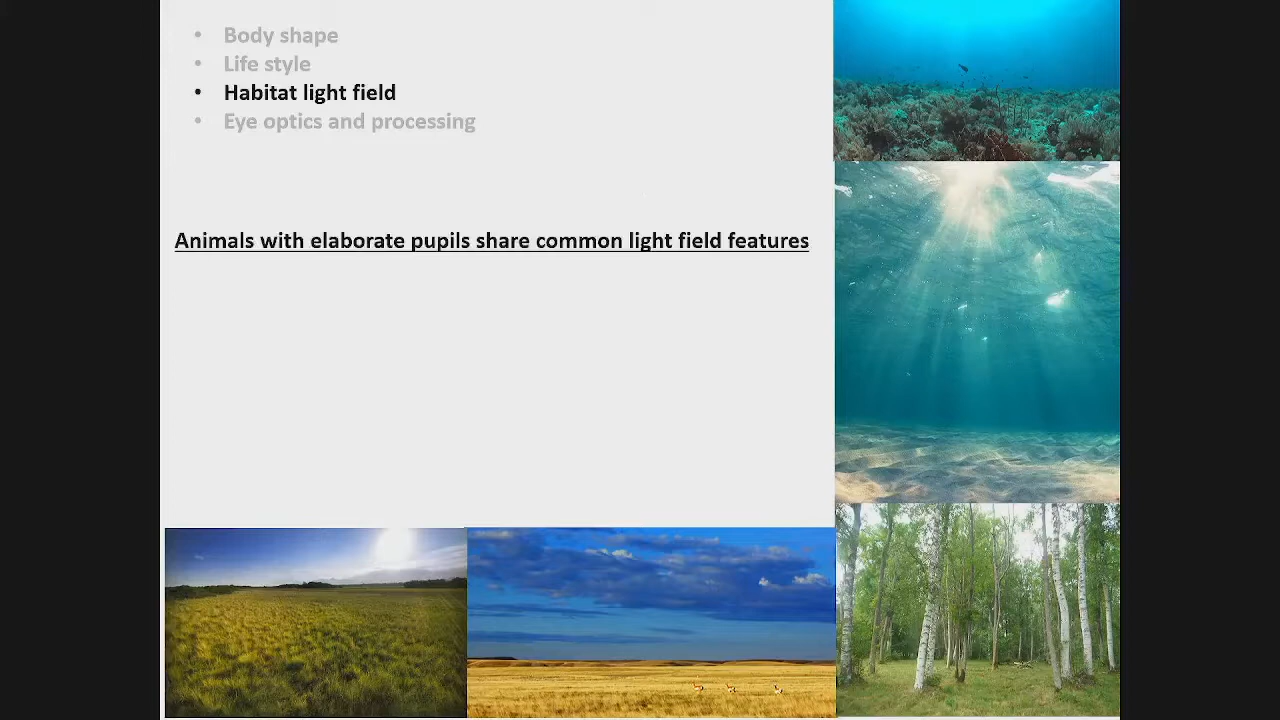 • Body shape
• Life style
• Habitat light field
• Eye optics and processing
Animals with elaborate pupils share common light field features